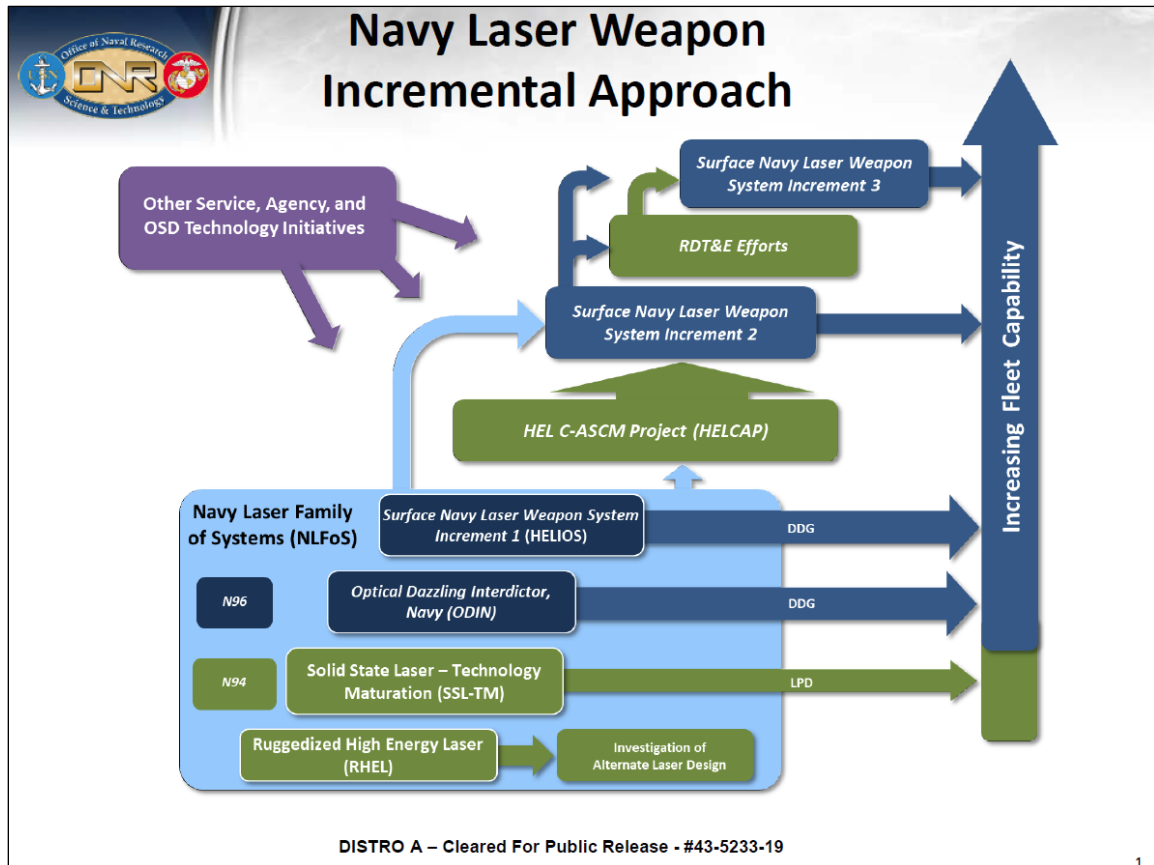 Office of Naval Research
ONR
Science & Technology
Navy Laser Weapon
Incremental Approach
Surface Navy Laser Weapon
System Increment 3
Other Service, Agency, and
OSD Technology Initiatives
RDT&E Efforts
Surface Navy Laser Weapon
System Increment 2
HEL C-ASCM Project (HELCAP)
Increasing Fleet Capability
Navy Laser Family
of Systems (NLFoS)
Surface Navy Laser Weapon System
Increment 1 (HELIOS)
DDG
N96
Optical Dazzling Interdictor,
Navy (ODIN)
DDG
N94
Solid State Laser – Technology
Maturation (SSL-TM)
LPD
Ruggedized High Energy Laser
(RHEL)
Investigation of
Alternate Laser Design
DISTRO A – Cleared For Public Release - #43-5233-19
1